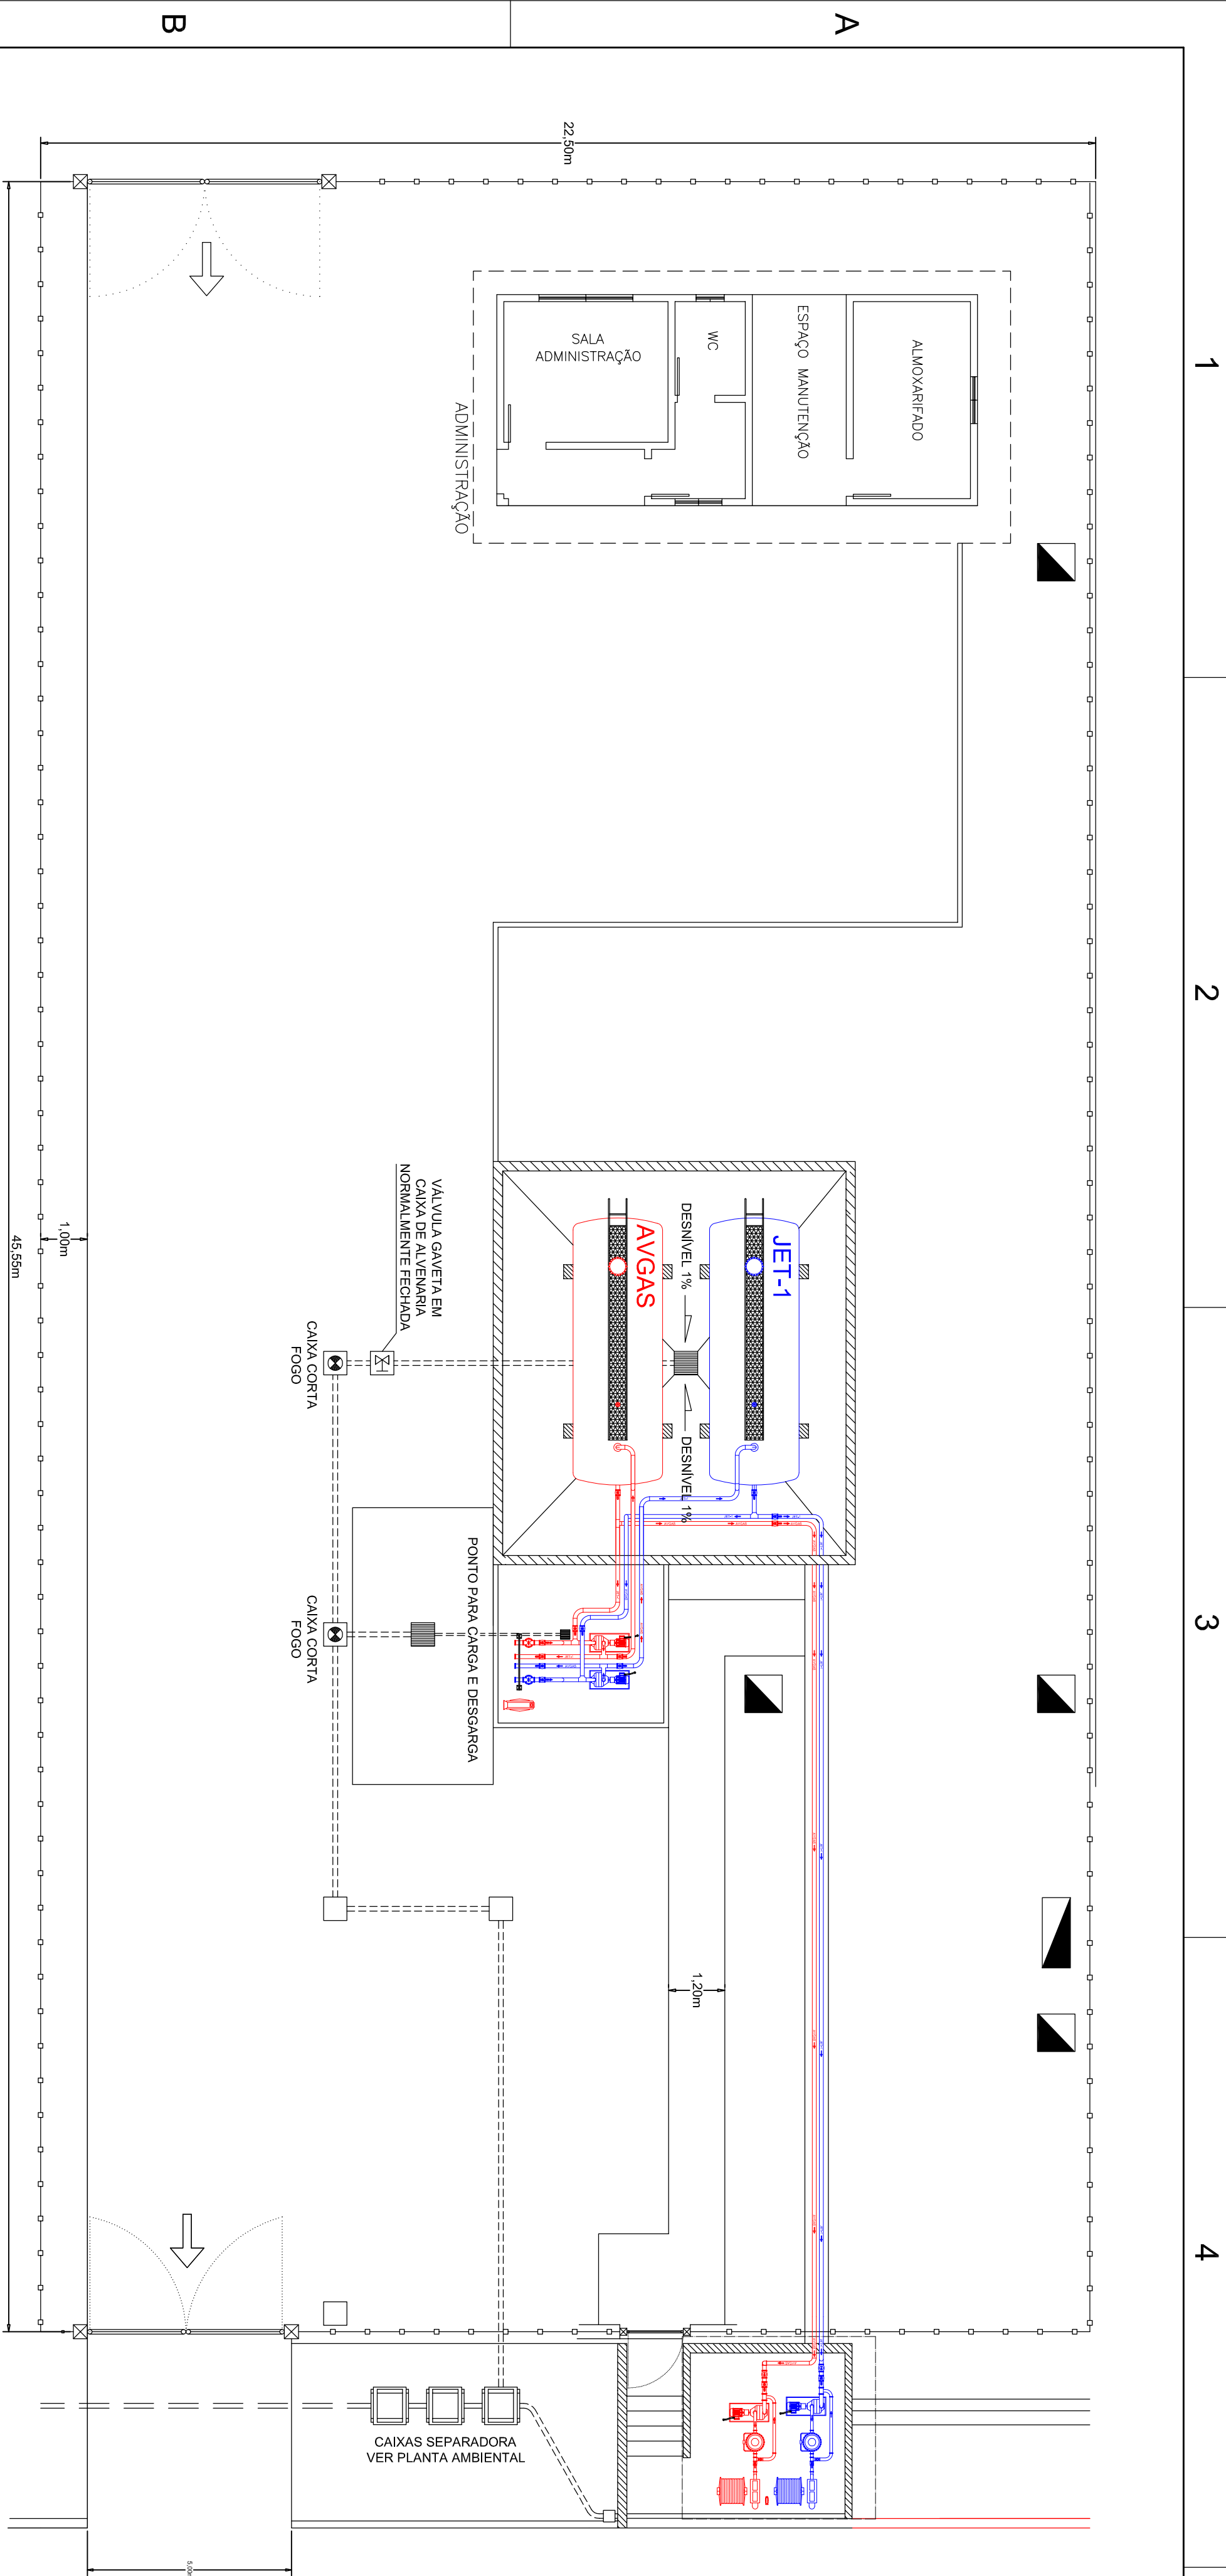 B
A
1
2
3
4
22,50m
SALA
ADMINISTRAÇÃO
WC
ESPAÇO MANUTENÇÃO
ALMOXARIFADO
ADMINISTRAÇÃO
1,00m
45,55m
VÁLVULA GAVETA EM
CAIXA DE ALVENARIA
NORMALMENTE FECHADA
CAIXA CORTA
FOGO
AVGAS
JET-1
DESNÍVEL 1%
DESNÍVEL 1%
PONTO PARA CARGA E DESGARGA
CAIXA CORTA
FOGO
1,20m
CAIXAS SEPARADORA
VER PLANTA AMBIENTAL